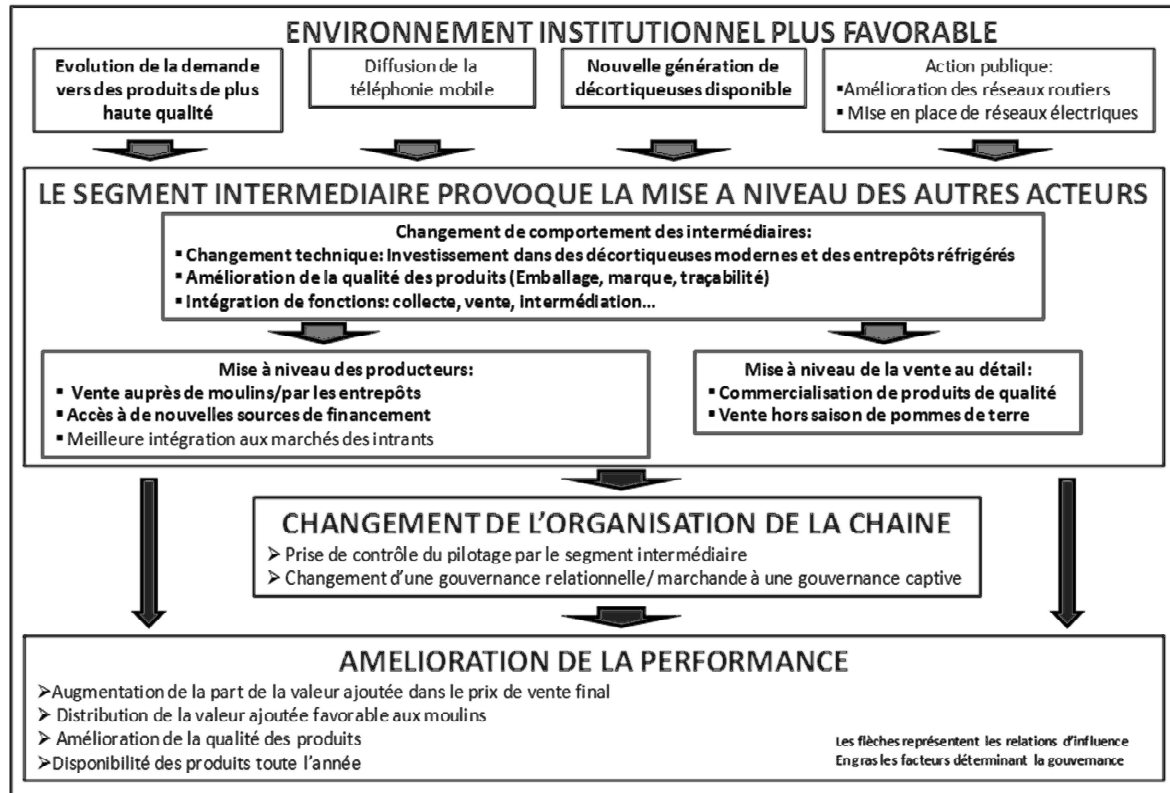 ENVIRONNEMENT INSTITUTIONNEL PLUS FAVORABLE
Evolution de la demande
vers des produits de plus
haute qualité
Diffusion de la
téléphonie mobile
Nouvelle génération de
décortiqueuses disponible
Action publique:
▪Amélioration des réseaux routiers
▪ Mise en place de réseaux électriques
LE SEGMENT INTERMEDIAIRE PROVOQUE LA MISE A NIVEAU DES AUTRES ACTEURS
Changement de comportement des intermédiaires:
▪ Changement technique: Investissement dans des décortiqueuses modernes et des entrepôts réfrigérés
▪ Amélioration de la qualité des produits (Emballage, marque, traçabilité)
▪ Intégration de fonctions: collecte, vente, intermédiation...
Mise à niveau des producteurs:
▪ Vente auprès de moulins/par les entrepôts
▪ Accès à de nouvelles sources de financement
▪ Meilleure intégration aux marchés des intrants
Mise à niveau de la vente au détail:
▪ Commercialisation de produits de qualité
▪ Vente hors saison de pommes de terre
CHANGEMENT DE L'ORGANISATION DE LA CHAINE
➢ Prise de contrôle du pilotage par le segment intermédiaire
➢ Changement d'une gouvernance relationnelle/ marchande à une gouvernance captive
AMELIORATION DE LA PERFORMANCE
➢Augmentation de la part de la valeur ajoutée dans le prix de vente final
➢ Distribution de la valeur ajoutée favorable aux moulins
➢ Amélioration de la qualité des produits
➢Disponibilité des produits toute l'année
Les flèches représentent les relations d'influence
En gras les facteurs déterminant la gouvernance